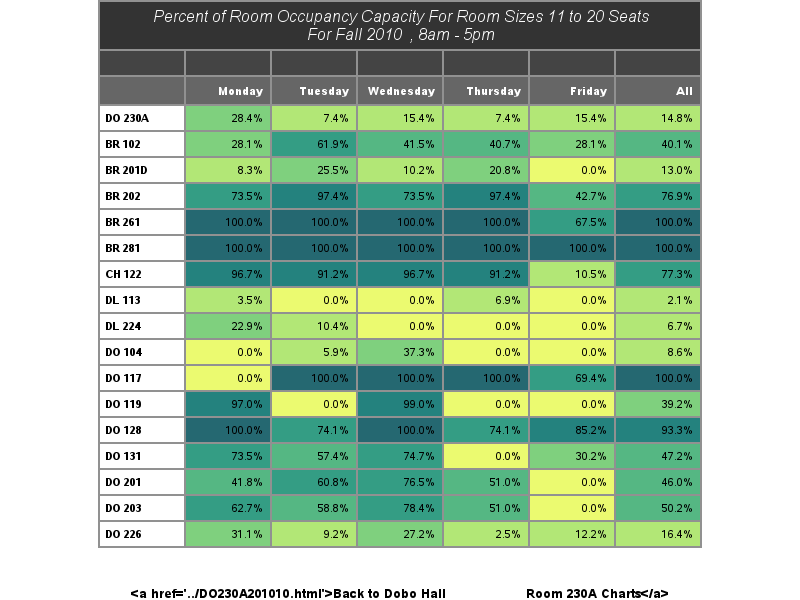 Percent of Room Occupancy Capacity For Room Sizes 11 to 20 Seats
For Fall 2010 , 8am - 5pm
Monday Tuesday Wednesday Thursday Friday All
DO 230A 28.4% 7.4% 15.4% 7.4% 15.4% 14.8%
BR 102 28.1% 61.9% 41.5% 40.7% 28.1% 40.1%
BR 201D 8.3% 25.5% 10.2% 20.8% 0.0% 13.0%
BR 202 73.5% 97.4% 73.5% 97.4% 42.7% 76.9%
BR 261 100.0% 100.0% 100.0% 100.0% 67.5% 100.0%
BR 281 100.0% 100.0% 100.0% 100.0% 100.0% 100.0%
CH 122 96.7% 91.2% 96.7% 91.2% 10.5% 77.3%
DL 113 3.5% 0.0% 0.0% 6.9% 0.0% 2.1%
DL 224 22.9% 10.4% 0.0% 0.0% 0.0% 6.7%
DO 104 0.0% 5.9% 37.3% 0.0% 0.0% 8.6%
DO 117 0.0% 100.0% 100.0% 100.0% 69.4% 100.0%
DO 119 97.0% 0.0% 99.0% 0.0% 0.0% 39.2%
DO 128 100.0% 74.1% 100.0% 74.1% 85.2% 93.3%
DO 131 73.5% 57.4% 74.7% 0.0% 30.2% 47.2%
DO 201 41.8% 60.8% 76.5% 51.0% 0.0% 46.0%
DO 203 62.7% 58.8% 78.4% 51.0% 0.0% 50.2%
DO 226 31.1% 9.2% 27.2% 2.5% 12.2% 16.4%
<a href='../DO230A201010.html'>Back to Dobo Hall Room 230A Charts</a>